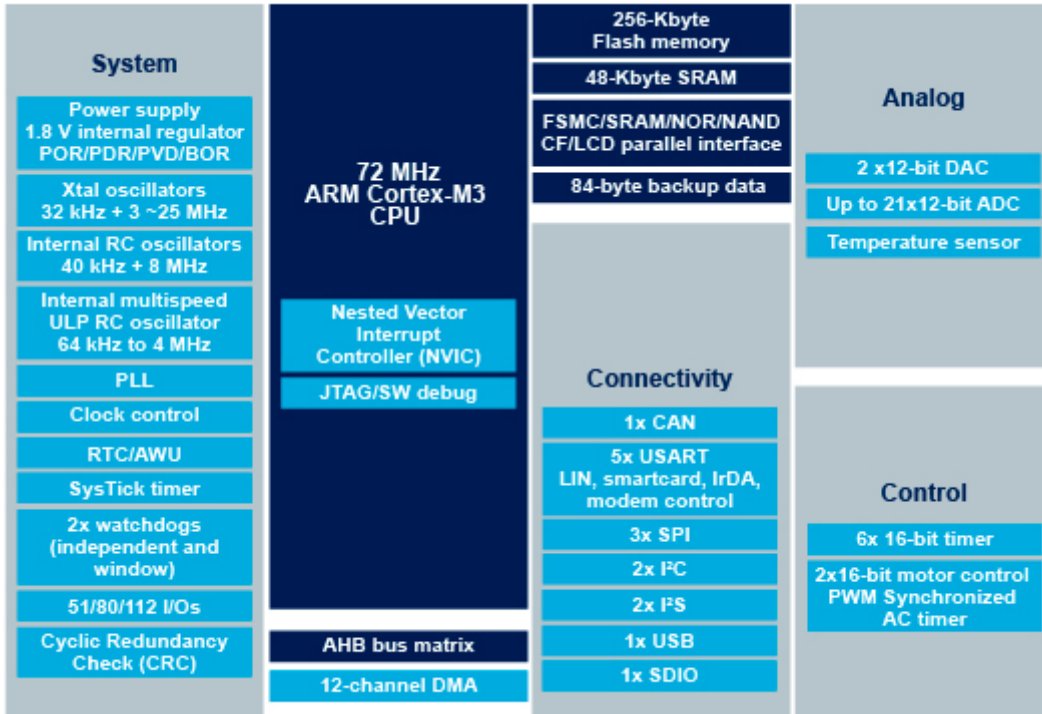 System
Power supply
1.8 V internal regulator
POR/PDR/PVD/BOR
Xtal oscillators
32 kHz + 3 ~25 MHz
Internal RC oscillators
40 kHz + 8 MHz
Internal multispeed
ULP RC oscillator
64 kHz to 4 MHz
PLL
Clock control
RTC/AWU
SysTick timer
2x watchdogs
(independent and
window)
51/80/112 I/Os
Cyclic Redundancy
Check (CRC)
72 MHz
ARM Cortex-M3
CPU
Nested Vector
Interrupt
Controller (NVIC)
JTAG/SW debug
AHB bus matrix
12-channel DMA
256-Kbyte
Flash memory
48-Kbyte SRAM
FSMC/SRAM/NOR/NAND
CF/LCD parallel interface
84-byte backup data
Connectivity
1x CAN
5x USART
LIN, smartcard, IrDA,
modem control
3x SPI
2x I²C
2x I²S
1x USB
1x SDIO
Analog
2 x12-bit DAC
Up to 21x12-bit ADC
Temperature sensor
Control
6x 16-bit timer
2x16-bit motor control
PWM Synchronized
AC timer